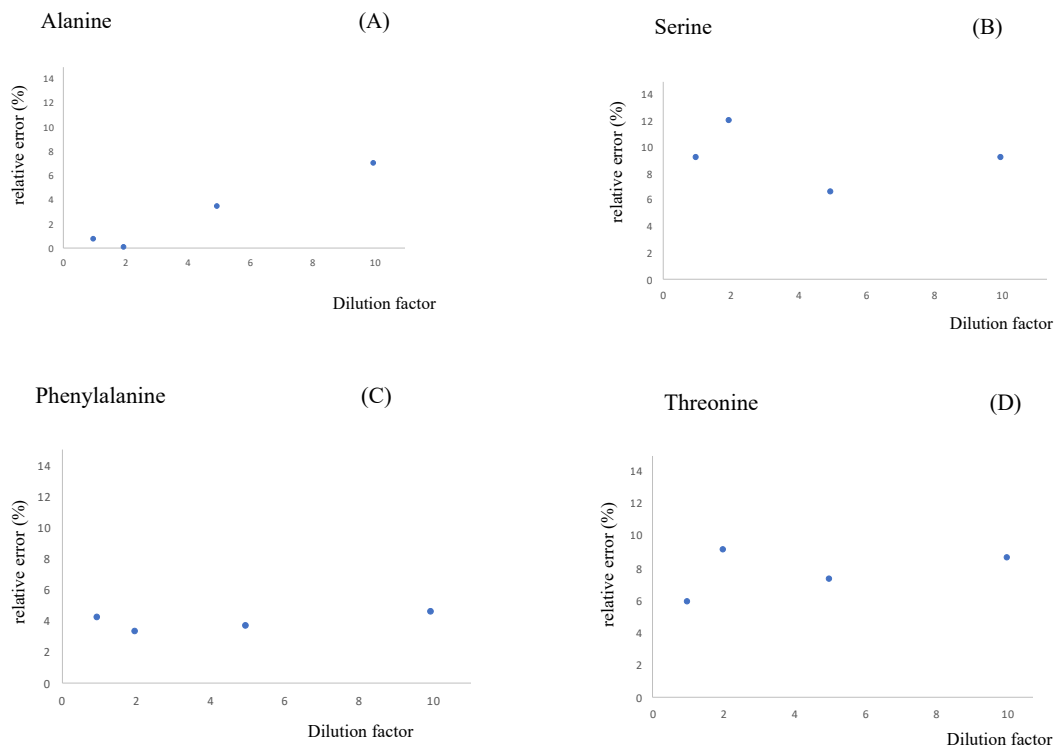 Alanine (A)
relative error (%)
14
12
10
8
6
4
2
0
0 2 4 6 8 10
Dilution factor
Serine (B)
relative error (%)
14
12
10
8
6
4
2
0
0 2 4 6 8 10
Dilution factor
Phenylalanine (C)
relative error (%)
14
12
10
8
6
4
2
0
0 2 4 6 8 10
Dilution factor
Threonine (D)
relative error (%)
14
12
10
8
6
4
2
0
0 2 4 6 8 10
Dilution factor